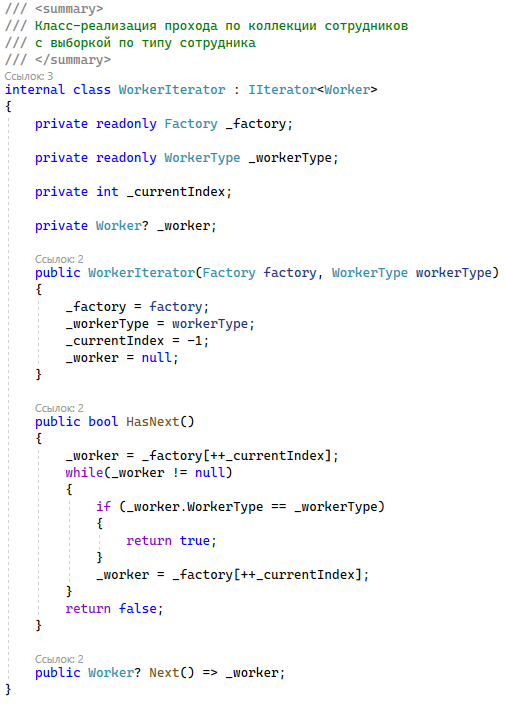 /// <summary>
/// Класс-реализация прохода по коллекции сотрудников
/// с выборкой по типу сотрудника
/// </summary>
Ссылок: 3
internal class WorkerIterator : IIterator<Worker>
{
    private readonly Factory _factory;

    private readonly WorkerType _workerType;

    private int _currentIndex;

    private Worker? _worker;

    Ссылок: 2
    public WorkerIterator(Factory factory, WorkerType workerType)
    {
        _factory = factory;
        _workerType = workerType;
        _currentIndex = -1;
        _worker = null;
    }

    Ссылок: 2
    public bool HasNext()
    {
        _worker = _factory[++_currentIndex];
        while(_worker != null)
        {
            if (_worker.WorkerType == _workerType)
            {
                return true;
            }
            _worker = _factory[++_currentIndex];
        }
        return false;
    }

    Ссылок: 2
    public Worker? Next() => _worker;
}